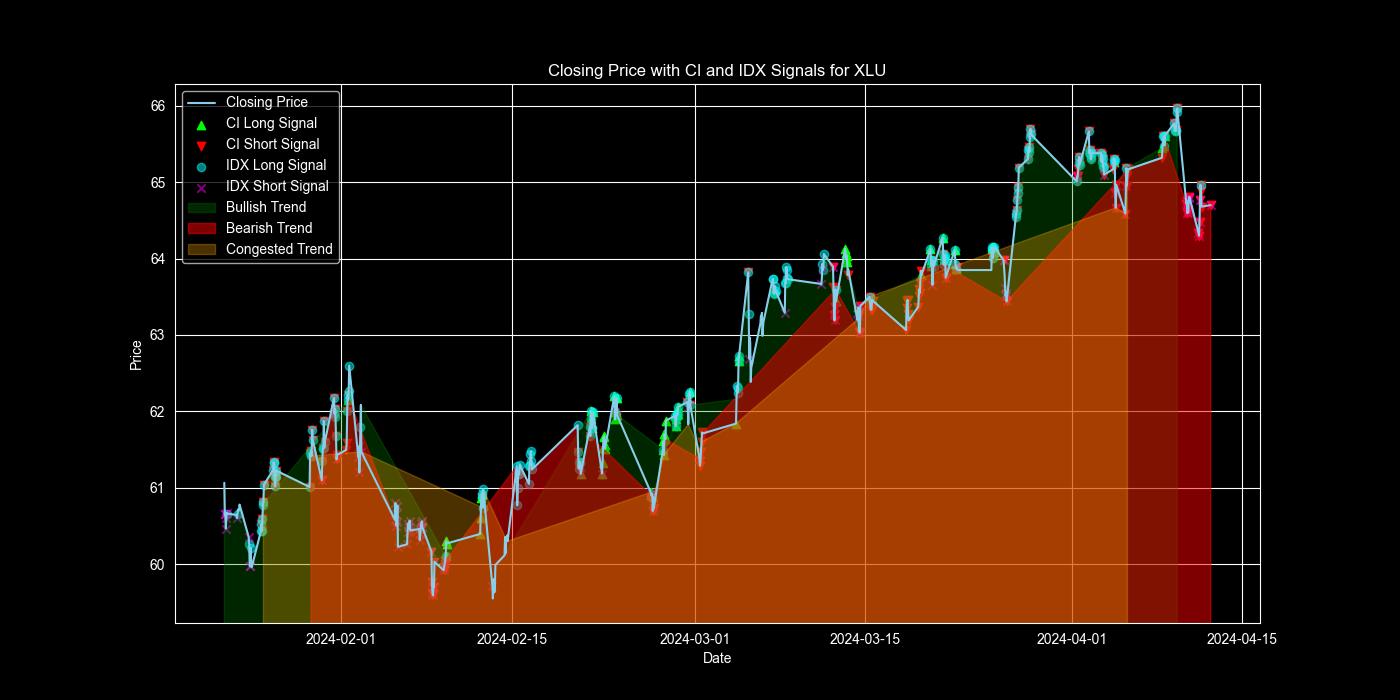 Closing Price with CI and IDX Signals for XLU
Closing Price
CI Long Signal
CI Short Signal
IDX Long Signal
IDX Short Signal
Bullish Trend
Bearish Trend
Congested Trend
66
65
64
63
62
61
60
Price
2024-02-01 2024-02-15 2024-03-01 2024-03-15 2024-04-01 2024-04-15
Date